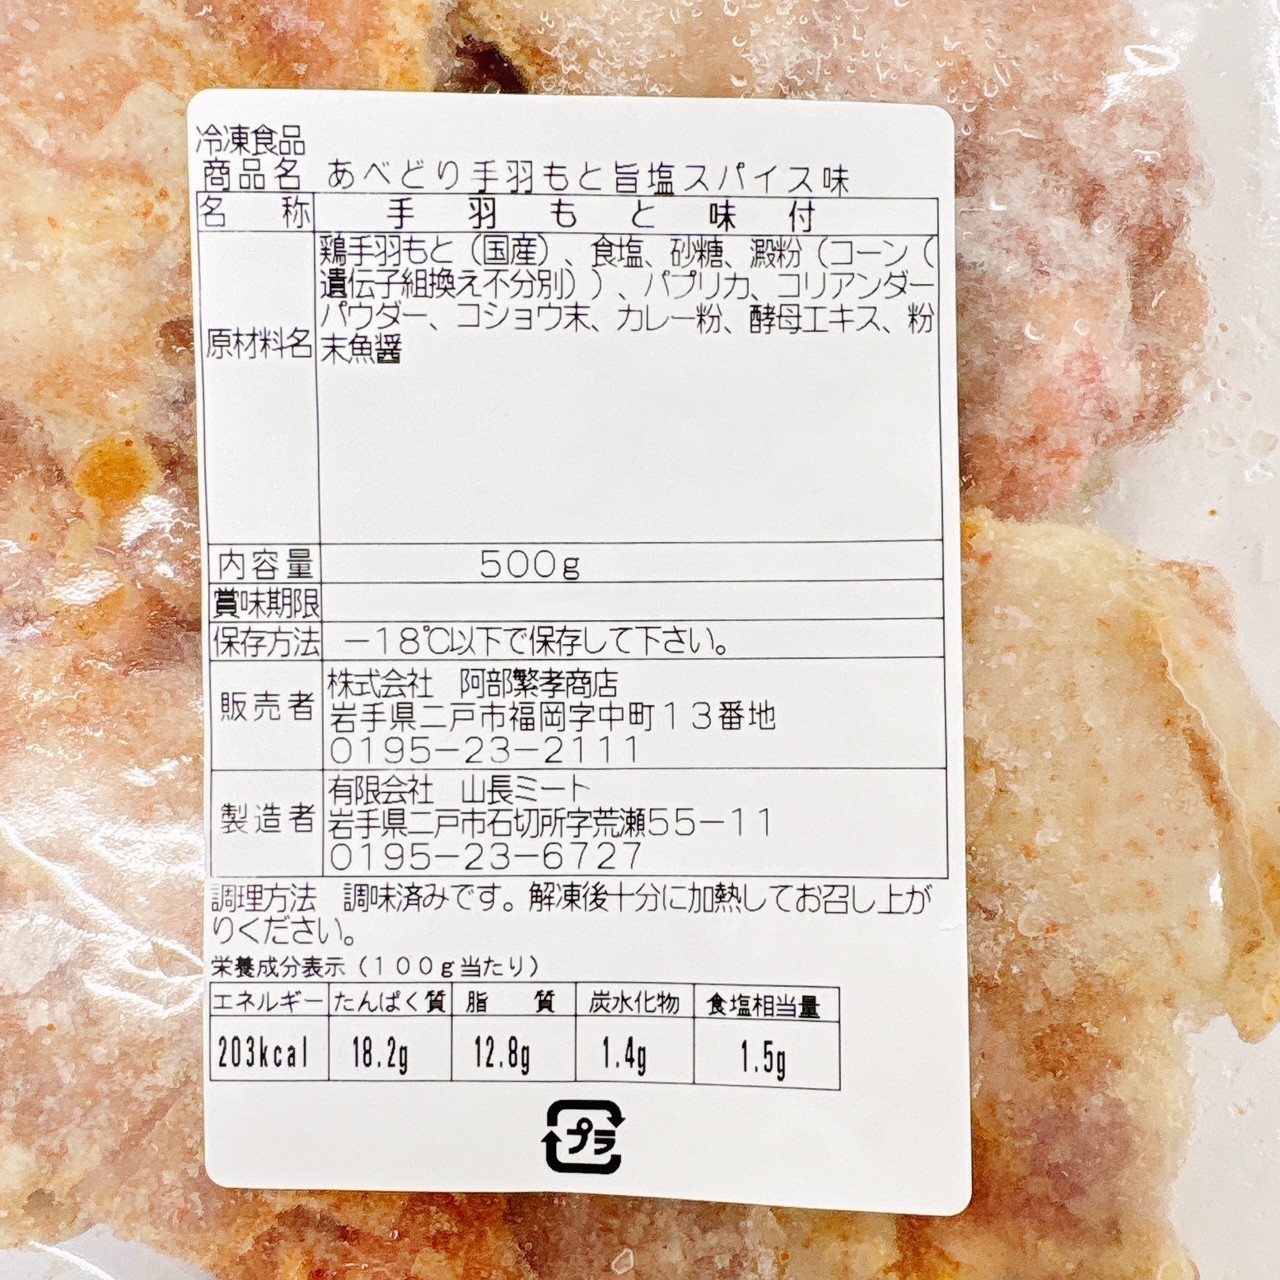 冷凍食品
商品名 あべどり手羽もと旨塩スパイス味
名 称 手羽もと味付
原材料名 鶏手羽もと（国産）、食塩、砂糖、澱粉（コーン（
遺伝子組換え不分別））、パプリカ、コリアンダー
パウダー、コショウ末、カレー粉、酵母エキス、粉
末魚醤
内容量 500g
賞味期限
保存方法 −18℃以下で保存して下さい。
販売者 株式会社 阿部繁孝商店
岩手県二戸市福岡字中町13番地
0195−23−2111
製造者 有限会社 山長ミート
岩手県二戸市石切所字荒瀬55−11
0195−23−6727
調理方法 調味済みです。解凍後十分に加熱してお召し上が
りください。
栄養成分表示（100g当たり）
エネルギー たんぱく質 脂 質 炭水化物 食塩相当量
203kcal 18.2g 12.8g 1.4g 1.5g
プラ